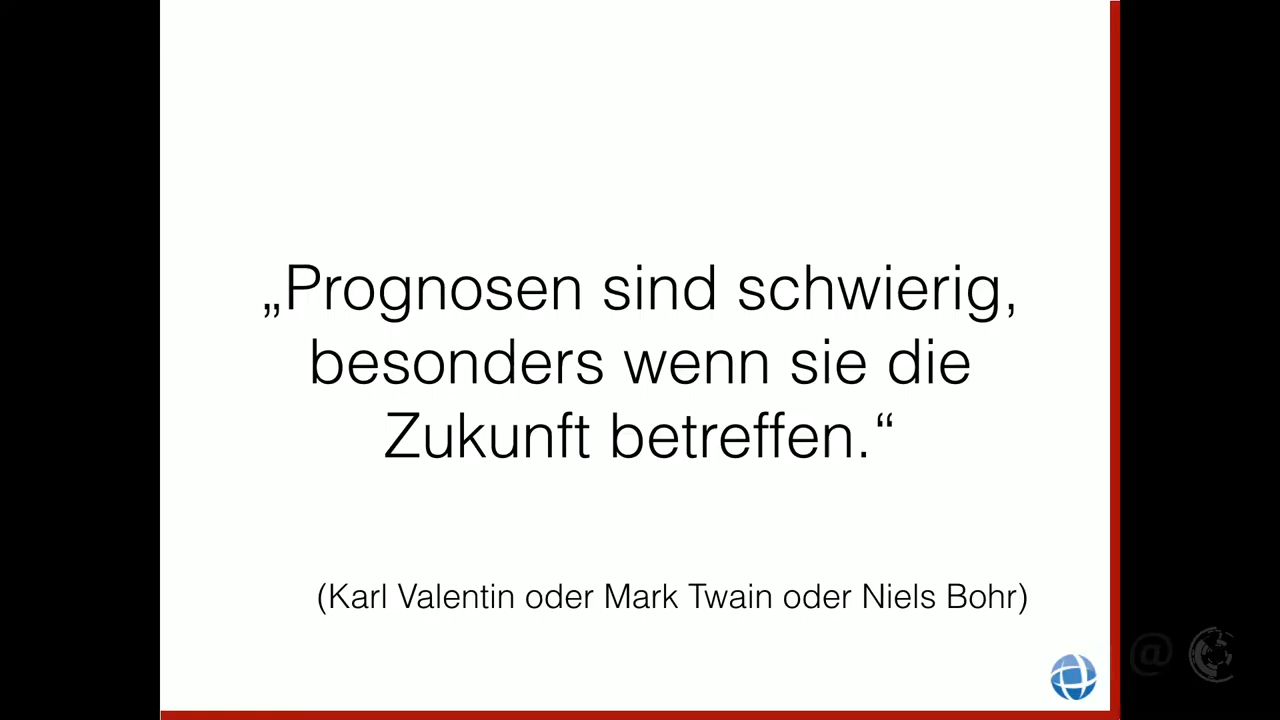 „Prognosen sind schwierig,
besonders wenn sie die
Zukunft betreffen.“
(Karl Valentin oder Mark Twain oder Niels Bohr)
@